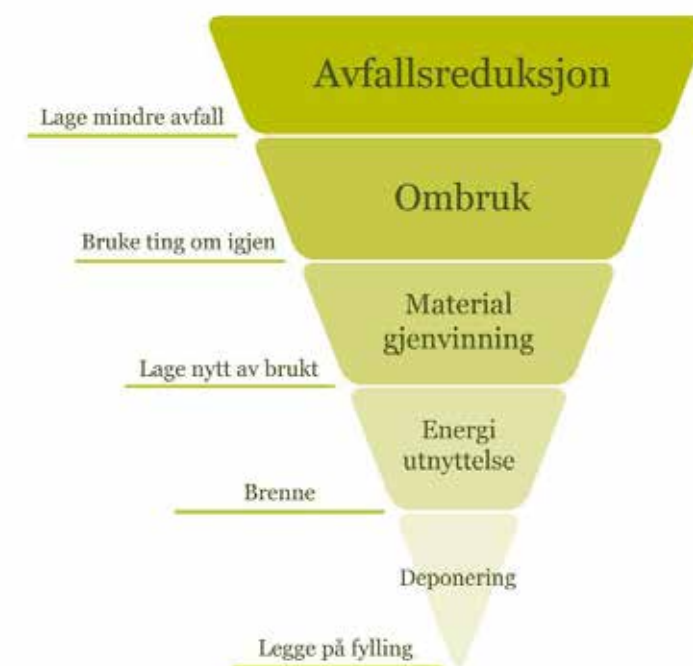 Avfallsreduksjon
Lage mindre avfall
Ombruk
Bruke ting om igjen
Material
gjenvinning
Lage nytt av brukt
Energi
utnyttelse
Brenne
Deponering
Legge på fylling